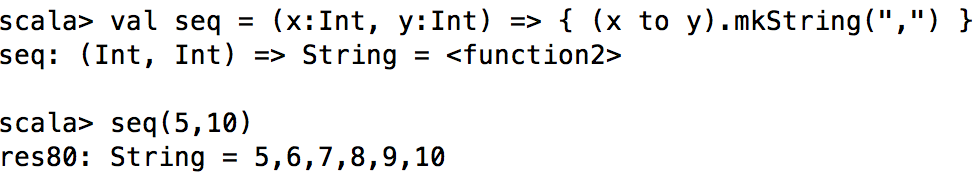 scala> val seq = (x:Int, y:Int) => { (x to y).mkString(",") }
seq: (Int, Int) => String = <function2>
scala> seq(5,10)
res80: String = 5,6,7,8,9,10